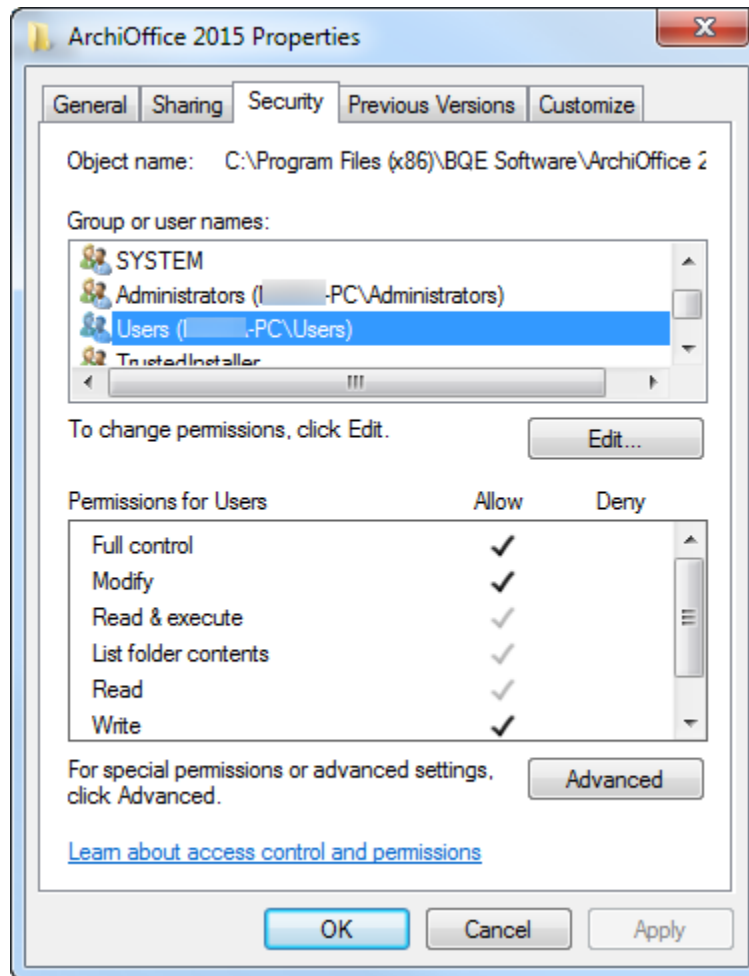 ArchiOffice 2015 Properties
General Sharing Security Previous Versions Customize
Object name: C:\Program Files (x86)\BQE Software\ArchiOffice 2
Group or user names:
SYSTEM
Administrators ( -PC\Administrators)
Users ( -PC\Users)
TrustedInstaller
To change permissions, click Edit.
Edit...
Permissions for Users Allow Deny
Full control
Modify
Read & execute
List folder contents
Read
Write
For special permissions or advanced settings,
click Advanced.
Advanced
Learn about access control and permissions
OK Cancel Apply